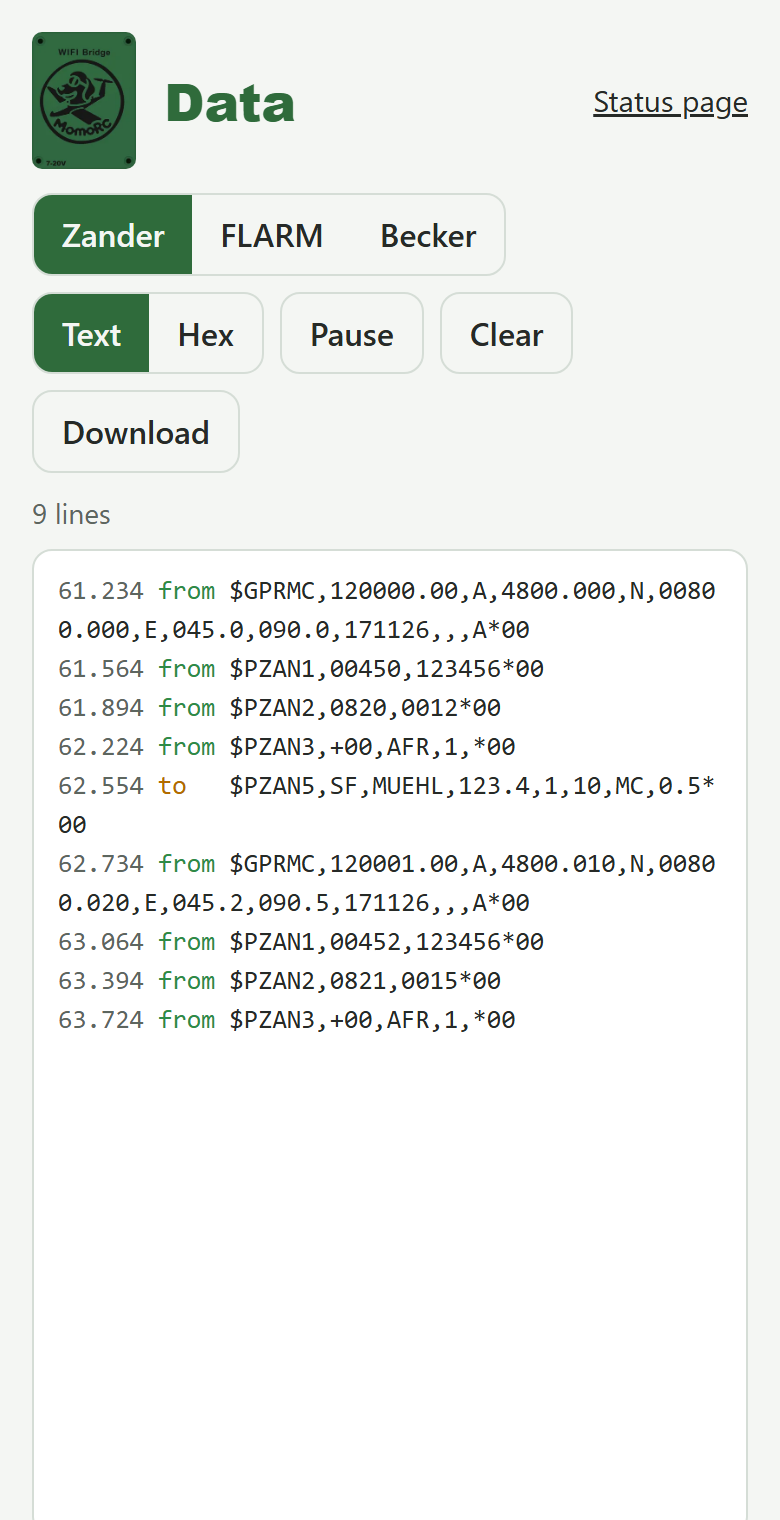 WIFI Bridge
MomoRC
7-20V
Data
Status page
Zander FLARM Becker
Text Hex Pause Clear
Download
9 lines
61.234 from $GPRMC,120000.00,A,4800.000,N,0080
0.000,E,045.0,090.0,171126,,,A*00
61.564 from $PZAN1,00450,123456*00
61.894 from $PZAN2,0820,0012*00
62.224 from $PZAN3,+00,AFR,1,*00
62.554 to   $PZAN5,SF,MUEHL,123.4,1,10,MC,0.5*
00
62.734 from $GPRMC,120001.00,A,4800.010,N,0080
0.020,E,045.2,090.5,171126,,,A*00
63.064 from $PZAN1,00452,123456*00
63.394 from $PZAN2,0821,0015*00
63.724 from $PZAN3,+00,AFR,1,*00